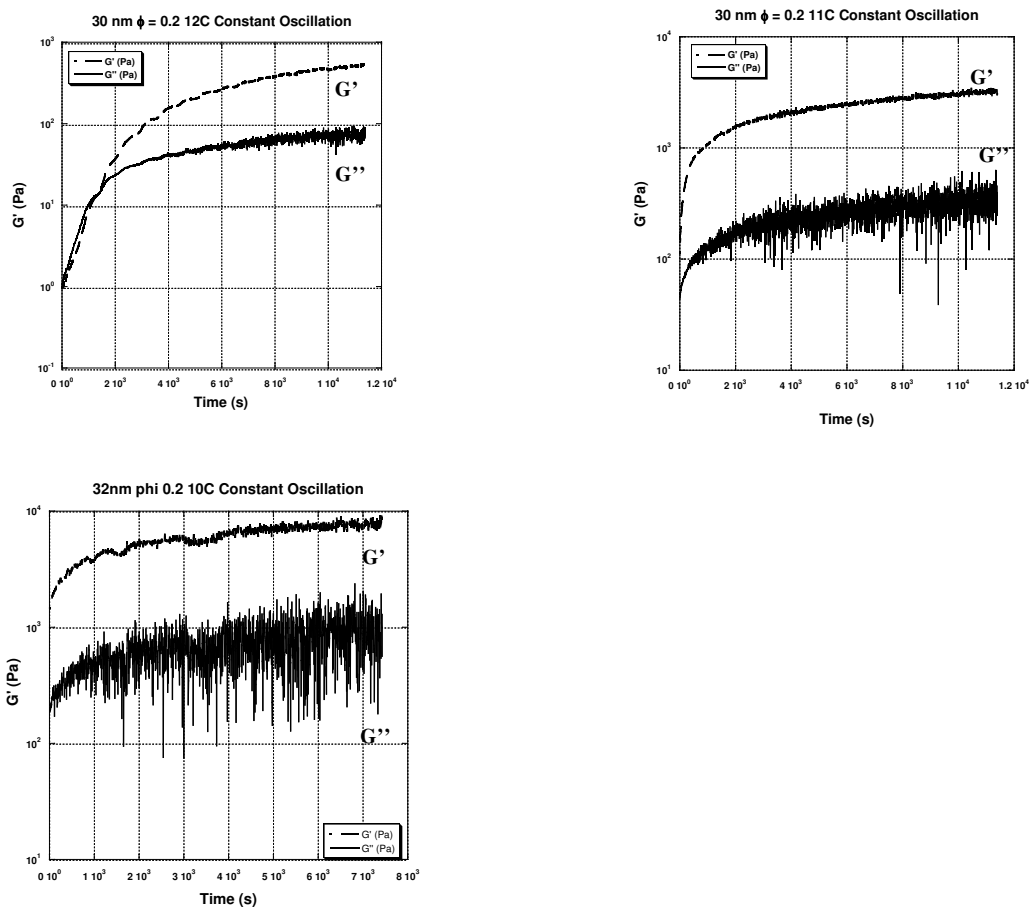 30 nm ϕ = 0.2 12C Constant Oscillation
G' (Pa)
G'' (Pa)
10³
10²
10¹
10⁰
10⁻¹
G' (Pa)
G'
G''
0 10⁰ 2 10³ 4 10³ 6 10³ 8 10³ 1 10⁴ 1.2 10⁴
Time (s)
30 nm ϕ = 0.2 11C Constant Oscillation
G' (Pa)
G'' (Pa)
10⁴
10³
10²
10¹
G' (Pa)
G'
G''
0 10⁰ 2 10³ 4 10³ 6 10³ 8 10³ 1 10⁴ 1.2 10⁴
Time (s)
32nm phi 0.2 10C Constant Oscillation
10⁴
10³
10²
10¹
G' (Pa)
G'
G''
G' (Pa)
G'' (Pa)
0 10⁰ 1 10³ 2 10³ 3 10³ 4 10³ 5 10³ 6 10³ 7 10³ 8 10³
Time (s)